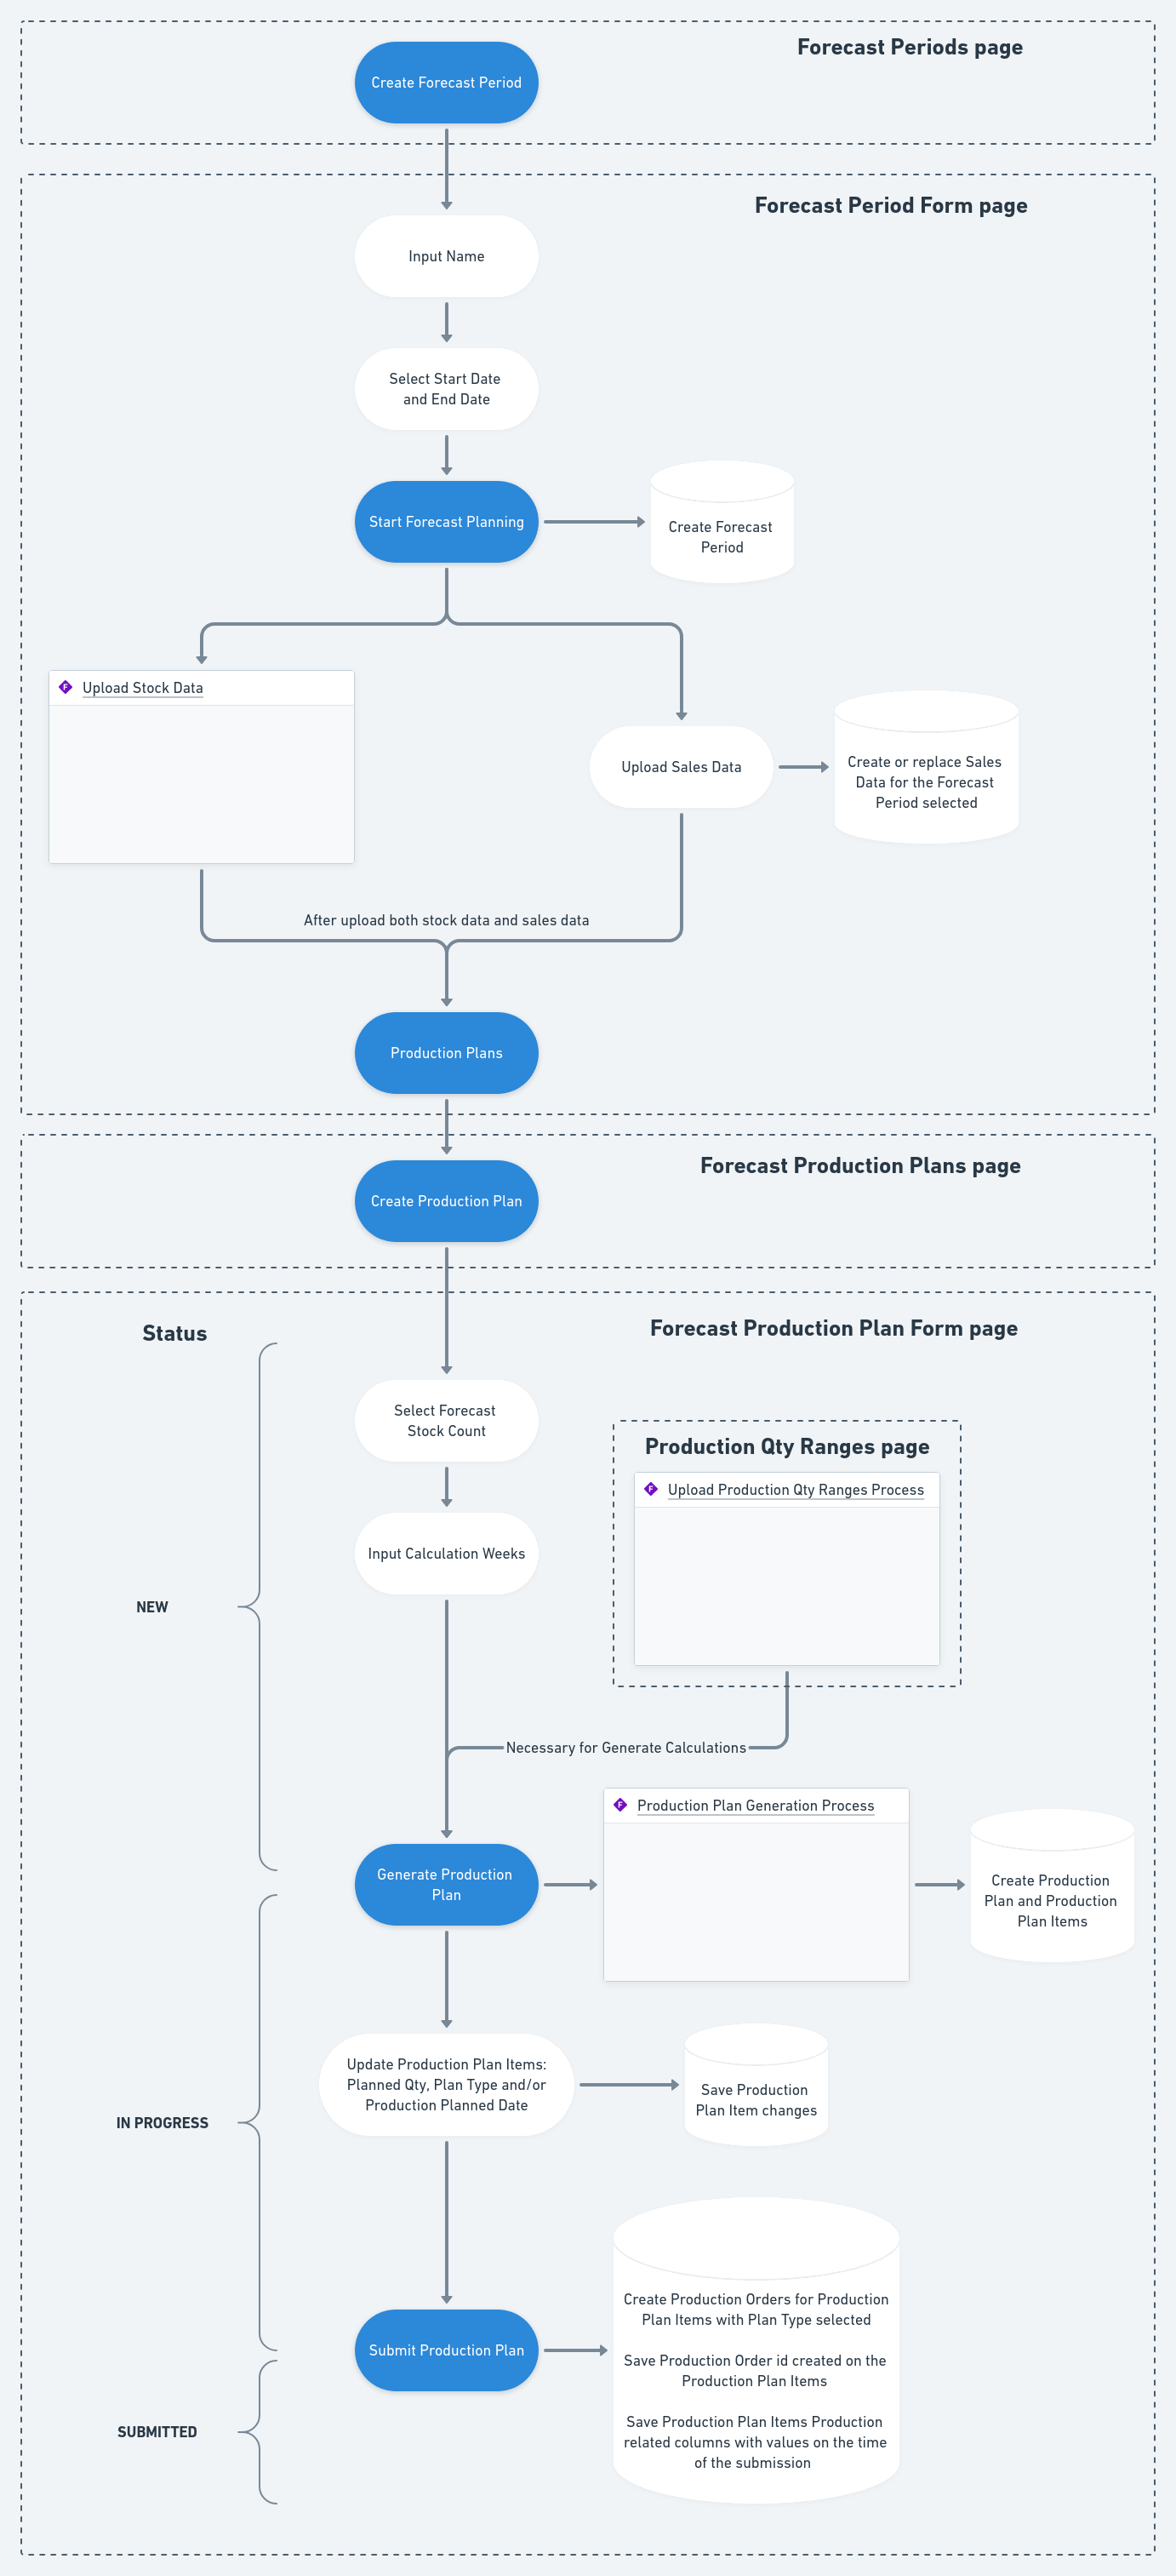 Forecast Periods page
Create Forecast Period
Forecast Period Form page
Input Name
Select Start Date
and End Date
Start Forecast Planning
Create Forecast
Period
F
Upload Stock Data
Upload Sales Data
Create or replace Sales
Data for the Forecast
Period selected
After upload both stock data and sales data
Production Plans
Forecast Production Plans page
Create Production Plan
Status
Forecast Production Plan Form page
Select Forecast
Stock Count
Production Qty Ranges page
F
Upload Production Qty Ranges Process
Input Calculation Weeks
NEW
Necessary for Generate Calculations
F
Production Plan Generation Process
Generate Production
Plan
Create Production
Plan and Production
Plan Items
Update Production Plan Items:
Planned Qty, Plan Type and/or
Production Planned Date
Save Production
Plan Item changes
IN PROGRESS
Create Production Orders for Production
Plan Items with Plan Type selected
Submit Production Plan
Save Production Order id created on the
Production Plan Items
SUBMITTED
Save Production Plan Items Production
related columns with values on the time
of the submission